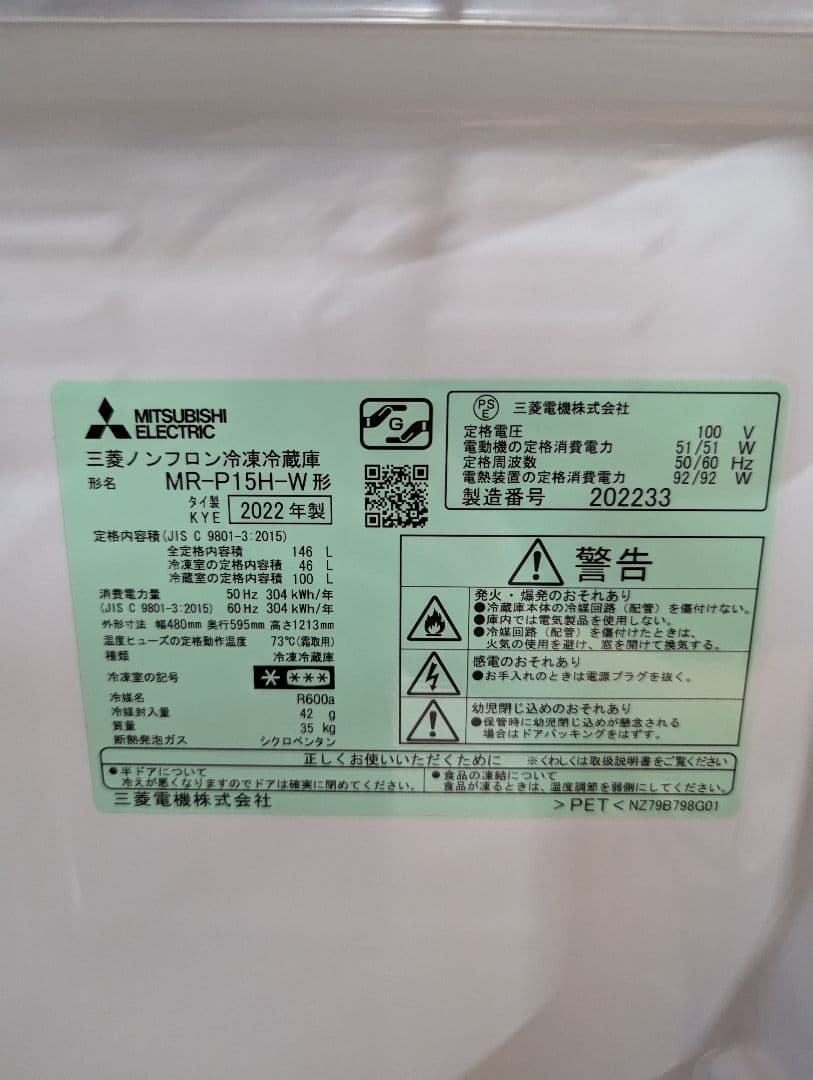 MITSUBISHI
ELECTRIC
三菱ノンフロン冷凍冷蔵庫
形名 MR-P15H-W形
タイ製
KYE 2022年製
定格内容積(JIS C 9801-3:2015)
全定格内容積 146 L
冷凍室の定格内容積 46 L
冷蔵室の定格内容積 100 L
消費電力量 50 Hz 304 kWh/年
(JIS C 9801-3:2015) 60 Hz 304 kWh/年
外形寸法 幅480mm 奥行595mm 高さ1213mm
温度ヒューズの定格動作温度 73℃(霜取用)
種類 冷凍冷蔵庫
冷凍室の記号
冷媒名 R600a
冷媒封入量 42 g
質量 35 kg
断熱発泡ガス シクロペンタン
G
PS
E
三菱電機株式会社
定格電圧 100 V
電動機の定格消費電力 51/51 W
定格周波数 50/60 Hz
電熱装置の定格消費電力 92/92 W
製造番号 202233
警告
発火・爆発のおそれあり
●冷蔵庫本体の冷媒回路(配管)を傷付けない。
●庫内では電気製品を使用しない。
●冷媒回路(配管)を傷付けたときは、
火気の使用を避け、窓を開けて換気する。
感電のおそれあり
●お手入れのときは電源プラグを抜く。
幼児閉じ込めのおそれあり
●保管時に幼児閉じ込めが懸念される
場合はドアパッキングをはずす。
正しくお使いいただくために ※くわしくは取扱説明書をご覧ください
●半ドアについて
冷えが悪くなりますのでドアは確実に閉めてください。
●食品の凍結について
食品が凍るときは、温度調節を弱側にしてください。
三菱電機株式会社
>PET< NZ79B798G01